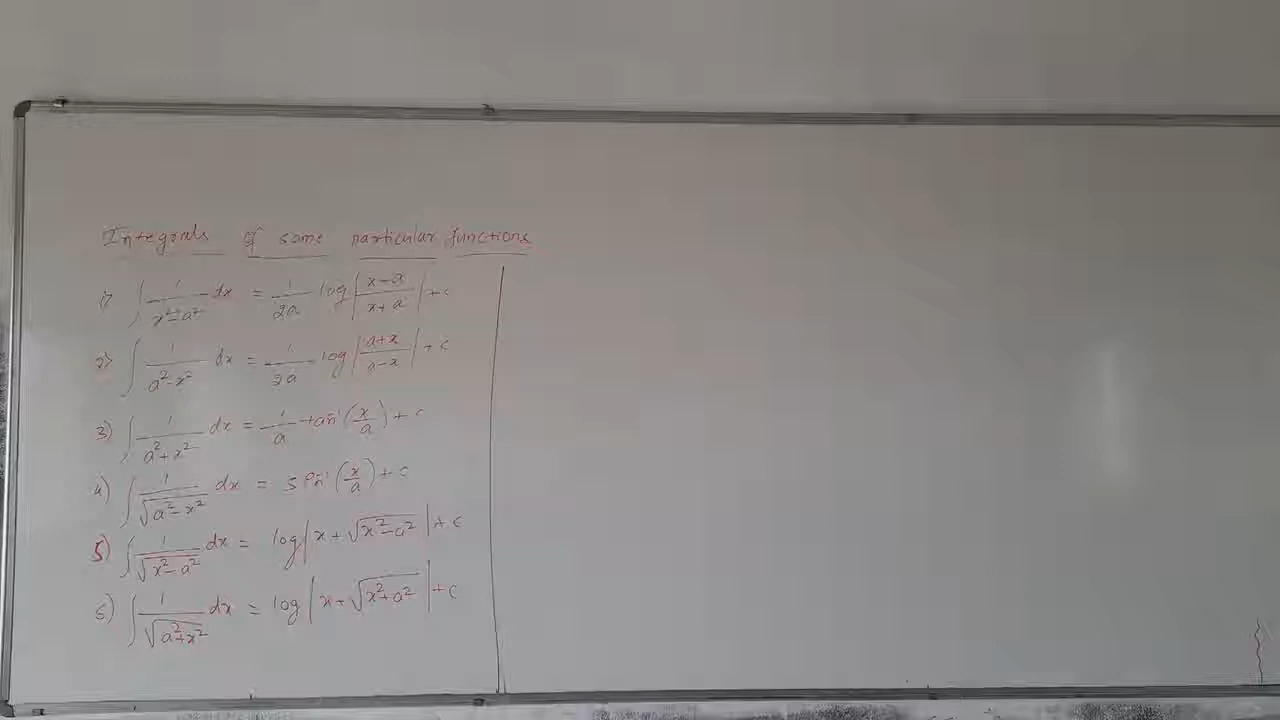 Integrals of some particular functions
1) ∫ 1/(x²-a²) dx = 1/2a log |(x-a)/(x+a)| + c
2) ∫ 1/(a²-x²) dx = 1/2a log |(a+x)/(a-x)| + c
3) ∫ 1/(a²+x²) dx = 1/a tan⁻¹(x/a) + c
4) ∫ 1/√(a²-x²) dx = sin⁻¹(x/a) + c
5) ∫ 1/√(x²-a²) dx = log |x + √(x²-a²)| + c
6) ∫ 1/√(a²+x²) dx = log |x + √(x²+a²)| + c